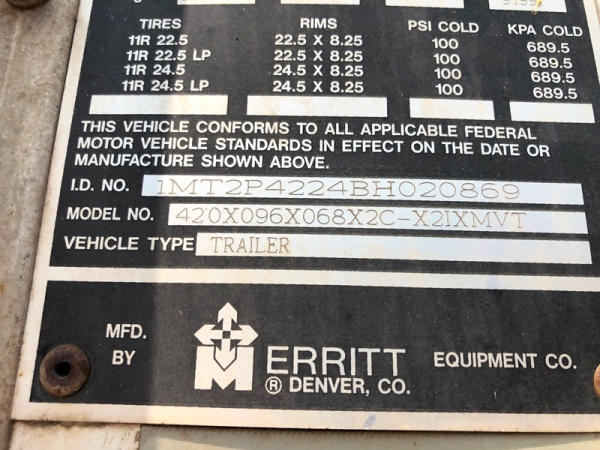 TIRES RIMS PSI COLD KPA COLD
11R 22.5 22.5 X 8.25 100 689.5
11R 22.5 LP 22.5 X 8.25 100 689.5
11R 24.5 24.5 X 8.25 100 689.5
11R 24.5 LP 24.5 X 8.25 100 689.5
THIS VEHICLE CONFORMS TO ALL APPLICABLE FEDERAL
MOTOR VEHICLE STANDARDS IN EFFECT ON THE DATE OR
MANUFACTURE SHOWN ABOVE.
I.D. NO. 1MT2P4224BH020869
MODEL NO. 420X096X068X2C-X2IXMVT
VEHICLE TYPE TRAILER
MFD. BY
MERRITT EQUIPMENT CO.
® DENVER, CO.